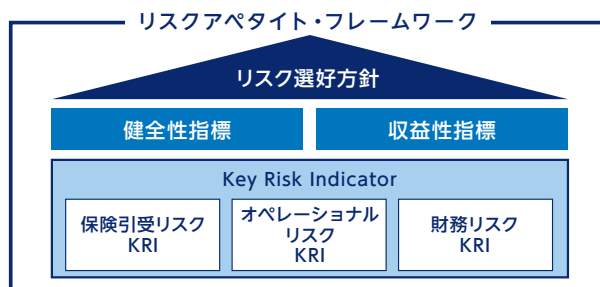 リスクアペタイト・フレームワーク
リスク選好方針
健全性指標
収益性指標
Key Risk Indicator
保険引受リスク
KRI
オペレーショナル
リスク
KRI
財務リスク
KRI